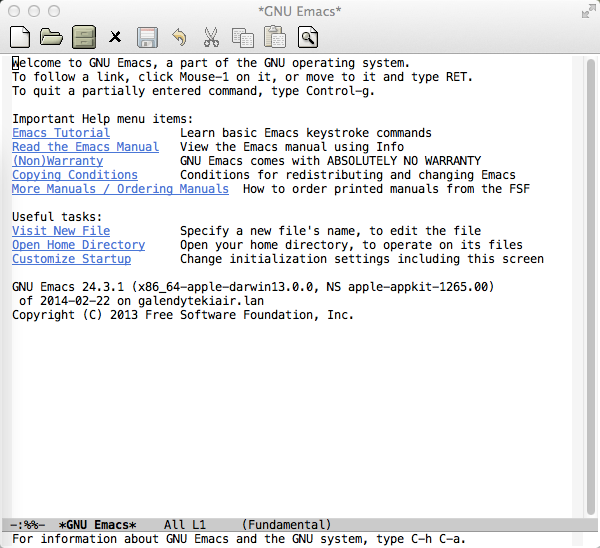 *GNU Emacs*
Welcome to GNU Emacs, a part of the GNU operating system.
To follow a link, click Mouse-1 on it, or move to it and type RET.
To quit a partially entered command, type Control-g.
Important Help menu items:
Emacs Tutorial Learn basic Emacs keystroke commands
Read the Emacs Manual View the Emacs manual using Info
(Non)Warranty GNU Emacs comes with ABSOLUTELY NO WARRANTY
Copying Conditions Conditions for redistributing and changing Emacs
More Manuals / Ordering Manuals How to order printed manuals from the FSF
Useful tasks:
Visit New File Specify a new file's name, to edit the file
Open Home Directory Open your home directory, to operate on its files
Customize Startup Change initialization settings including this screen
GNU Emacs 24.3.1 (x86_64-apple-darwin13.0.0, NS apple-appkit-1265.00)
of 2014-02-22 on galendytekiair.lan
Copyright (C) 2013 Free Software Foundation, Inc.
-:%%- *GNU Emacs* All L1 (Fundamental)
For information about GNU Emacs and the GNU system, type C-h C-a.